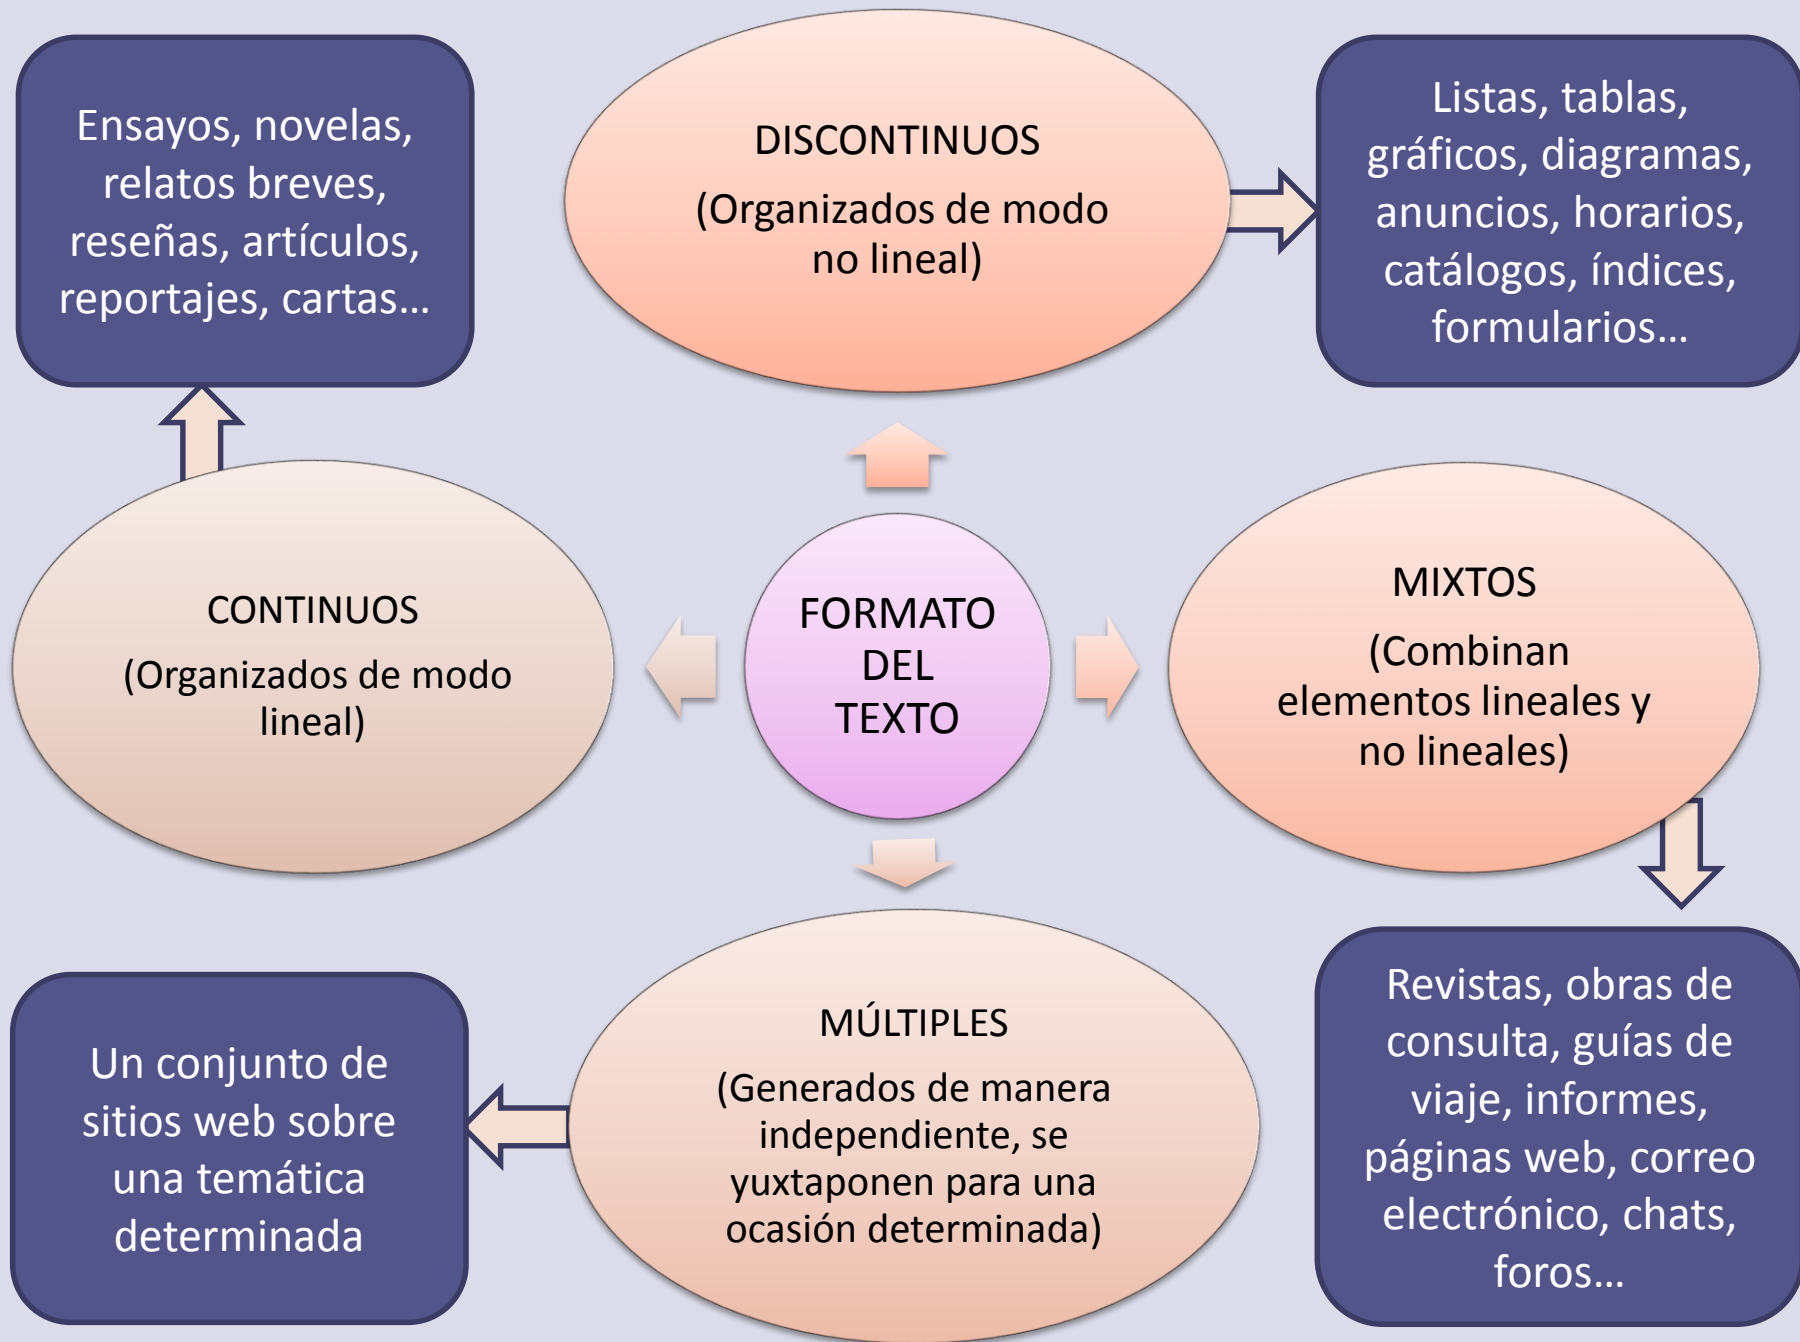 Ensayos, novelas,
relatos breves,
reseñas, artículos,
reportajes, cartas…
DISCONTINUOS
(Organizados de modo
no lineal)
Listas, tablas,
gráficos, diagramas,
anuncios, horarios,
catálogos, índices,
formularios…
CONTINUOS
(Organizados de modo
lineal)
FORMATO
DEL
TEXTO
MIXTOS
(Combinan
elementos lineales y
no lineales)
Un conjunto de
sitios web sobre
una temática
determinada
MÚLTIPLES
(Generados de manera
independiente, se
yuxtaponen para una
ocasión determinada)
Revistas, obras de
consulta, guías de
viaje, informes,
páginas web, correo
electrónico, chats,
foros…